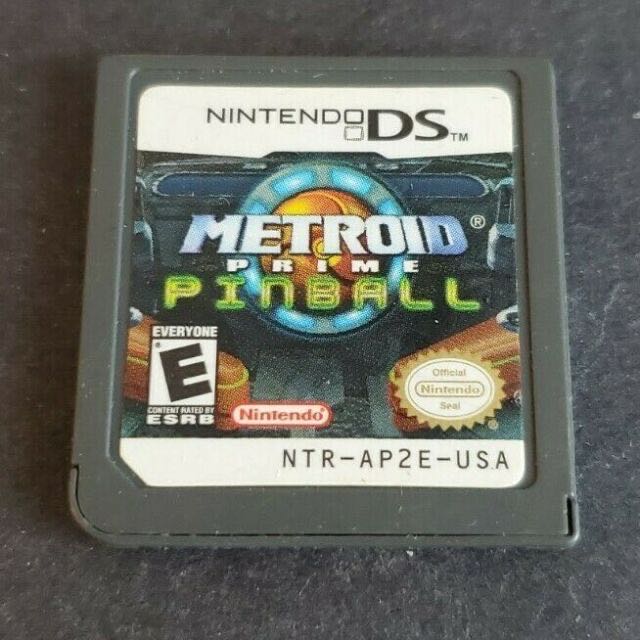 NINTENDO DS™
METROID®
PRIME
PINBALL
EVERYONE
E
CONTENT RATED BY
ESRB
Nintendo®
Official
Nintendo
Seal
®
NTR-AP2E-USA